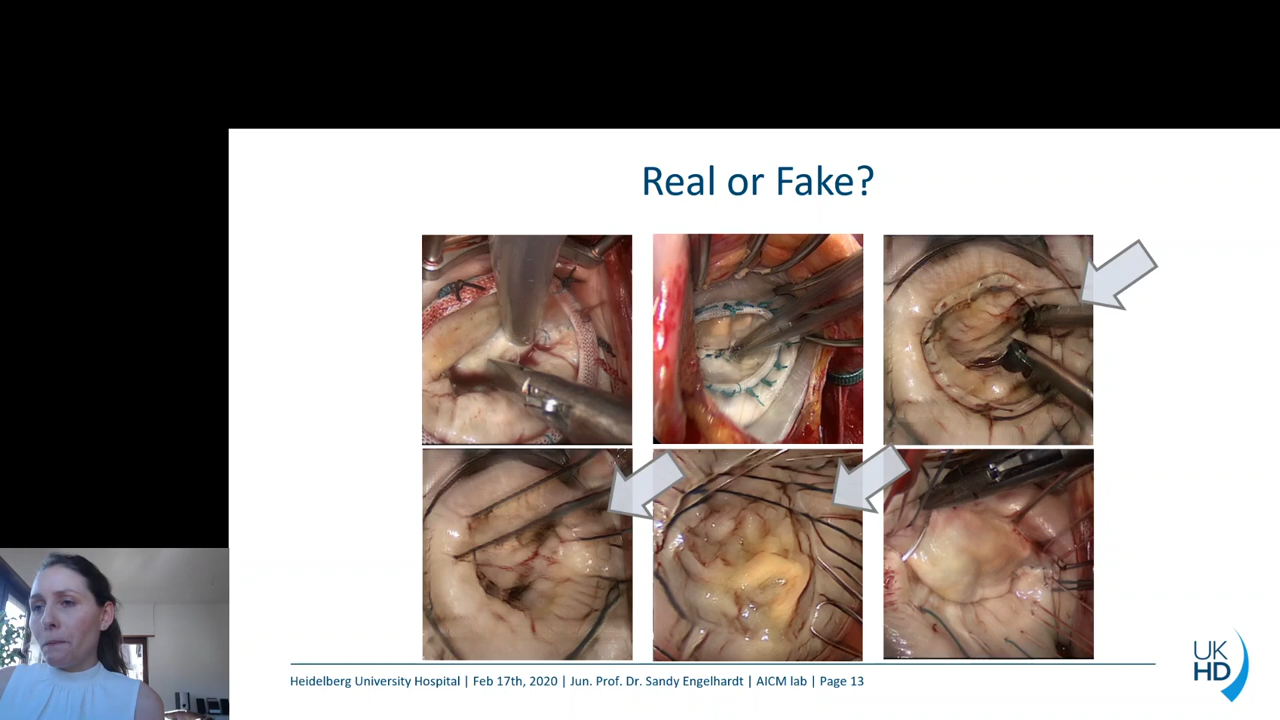 Real or Fake?
Heidelberg University Hospital | Feb 17th, 2020 | Jun. Prof. Dr. Sandy Engelhardt | AICM lab | Page 13
UK
HD